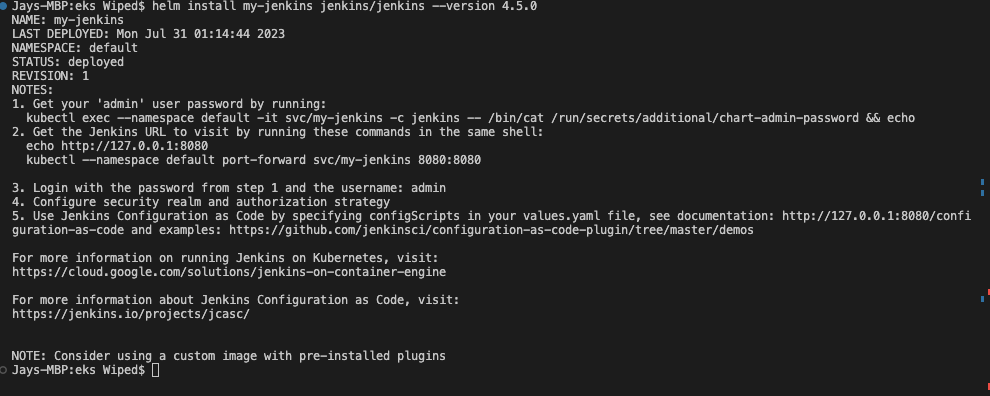 Jays-MBP:eks Wiped$ helm install my-jenkins jenkins/jenkins --version 4.5.0
NAME: my-jenkins
LAST DEPLOYED: Mon Jul 31 01:14:44 2023
NAMESPACE: default
STATUS: deployed
REVISION: 1
NOTES:
1. Get your 'admin' user password by running:
  kubectl exec --namespace default -it svc/my-jenkins -c jenkins -- /bin/cat /run/secrets/additional/chart-admin-password && echo
2. Get the Jenkins URL to visit by running these commands in the same shell:
  echo http://127.0.0.1:8080
  kubectl --namespace default port-forward svc/my-jenkins 8080:8080

3. Login with the password from step 1 and the username: admin
4. Configure security realm and authorization strategy
5. Use Jenkins Configuration as Code by specifying configScripts in your values.yaml file, see documentation: http://127.0.0.1:8080/confi
guration-as-code and examples: https://github.com/jenkinsci/configuration-as-code-plugin/tree/master/demos

For more information on running Jenkins on Kubernetes, visit:
https://cloud.google.com/solutions/jenkins-on-container-engine

For more information about Jenkins Configuration as Code, visit:
https://jenkins.io/projects/jcasc/


NOTE: Consider using a custom image with pre-installed plugins
Jays-MBP:eks Wiped$